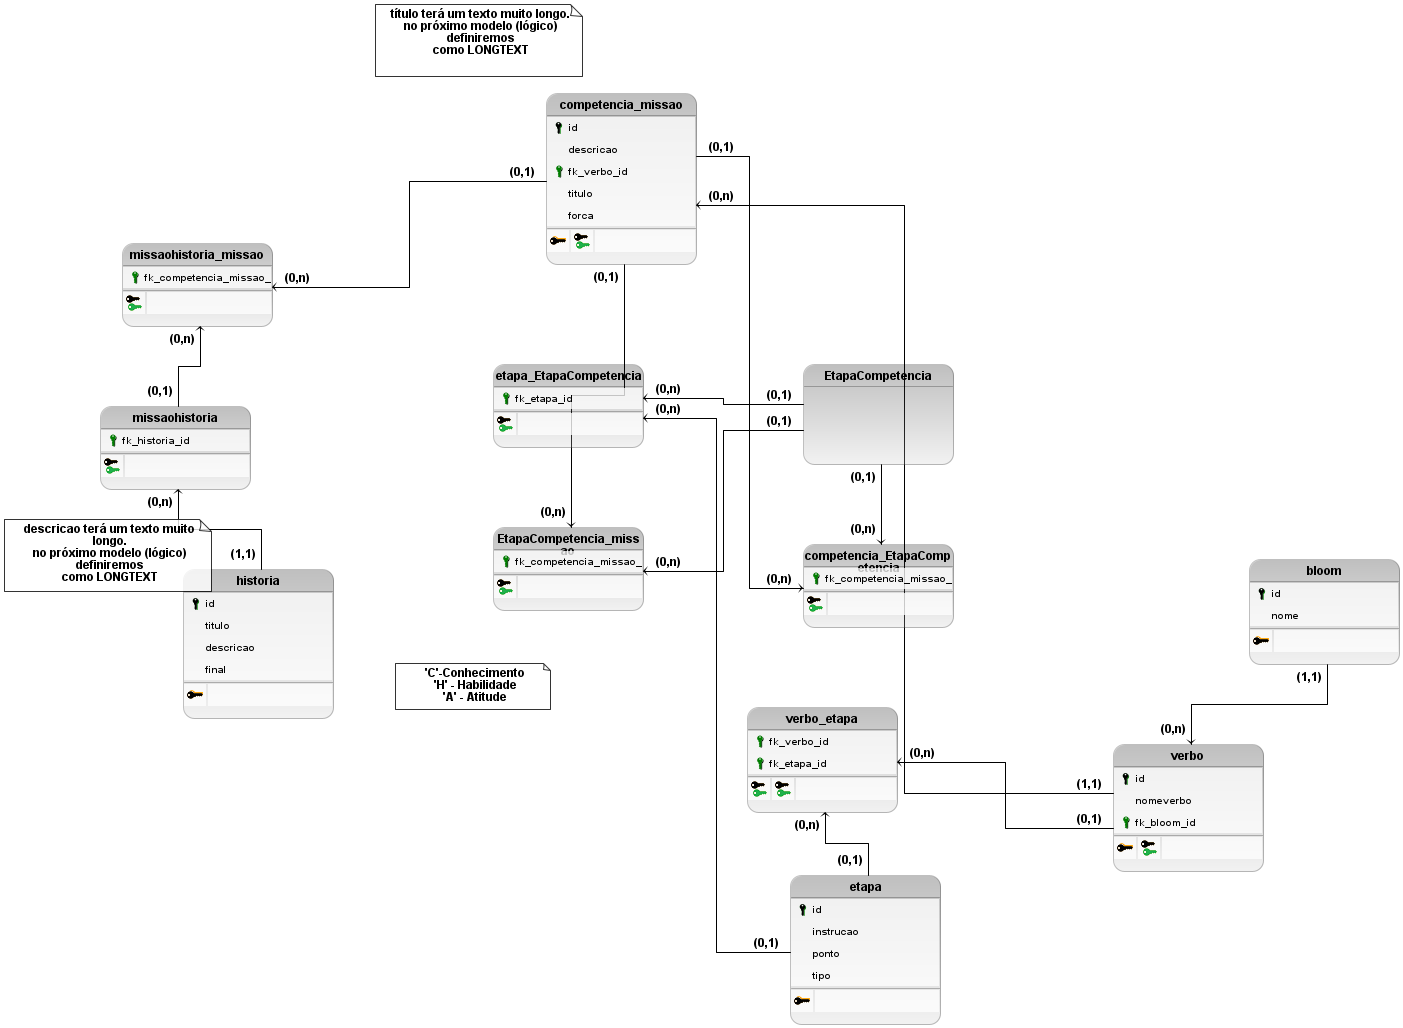 título terá um texto muito longo.
no próximo modelo (lógico)
definiremos
como LONGTEXT
competencia_missao
id
descricao
fk_verbo_id
titulo
forca
(0,1)
(0,1)
(0,n)
(0,1)
missaohistoria_missao
fk_competencia_missao_
(0,n)
(0,n)
(0,1)
missaohistoria
fk_historia_id
(0,n)
descricao terá um texto muito
longo.
no próximo modelo (lógico)
definiremos
como LONGTEXT
(1,1)
historia
id
titulo
descricao
final
etapa_EtapaCompetencia
fk_etapa_id
(0,n)
(0,n)
(0,1)
(0,1)
EtapaCompetencia
(0,1)
(0,n)
(0,n)
EtapaCompetencia_miss
ao
fk_competencia_missao_
(0,n)
(0,n)
competencia_EtapaComp
etencia
fk_competencia_missao_
bloom
id
nome
(1,1)
(0,n)
'C'-Conhecimento
'H' - Habilidade
'A' - Atitude
verbo_etapa
fk_verbo_id
fk_etapa_id
(0,n)
(0,n)
(0,1)
verbo
id
nomeverbo
fk_bloom_id
(1,1)
(0,1)
etapa
id
instrucao
ponto
tipo
(0,1)